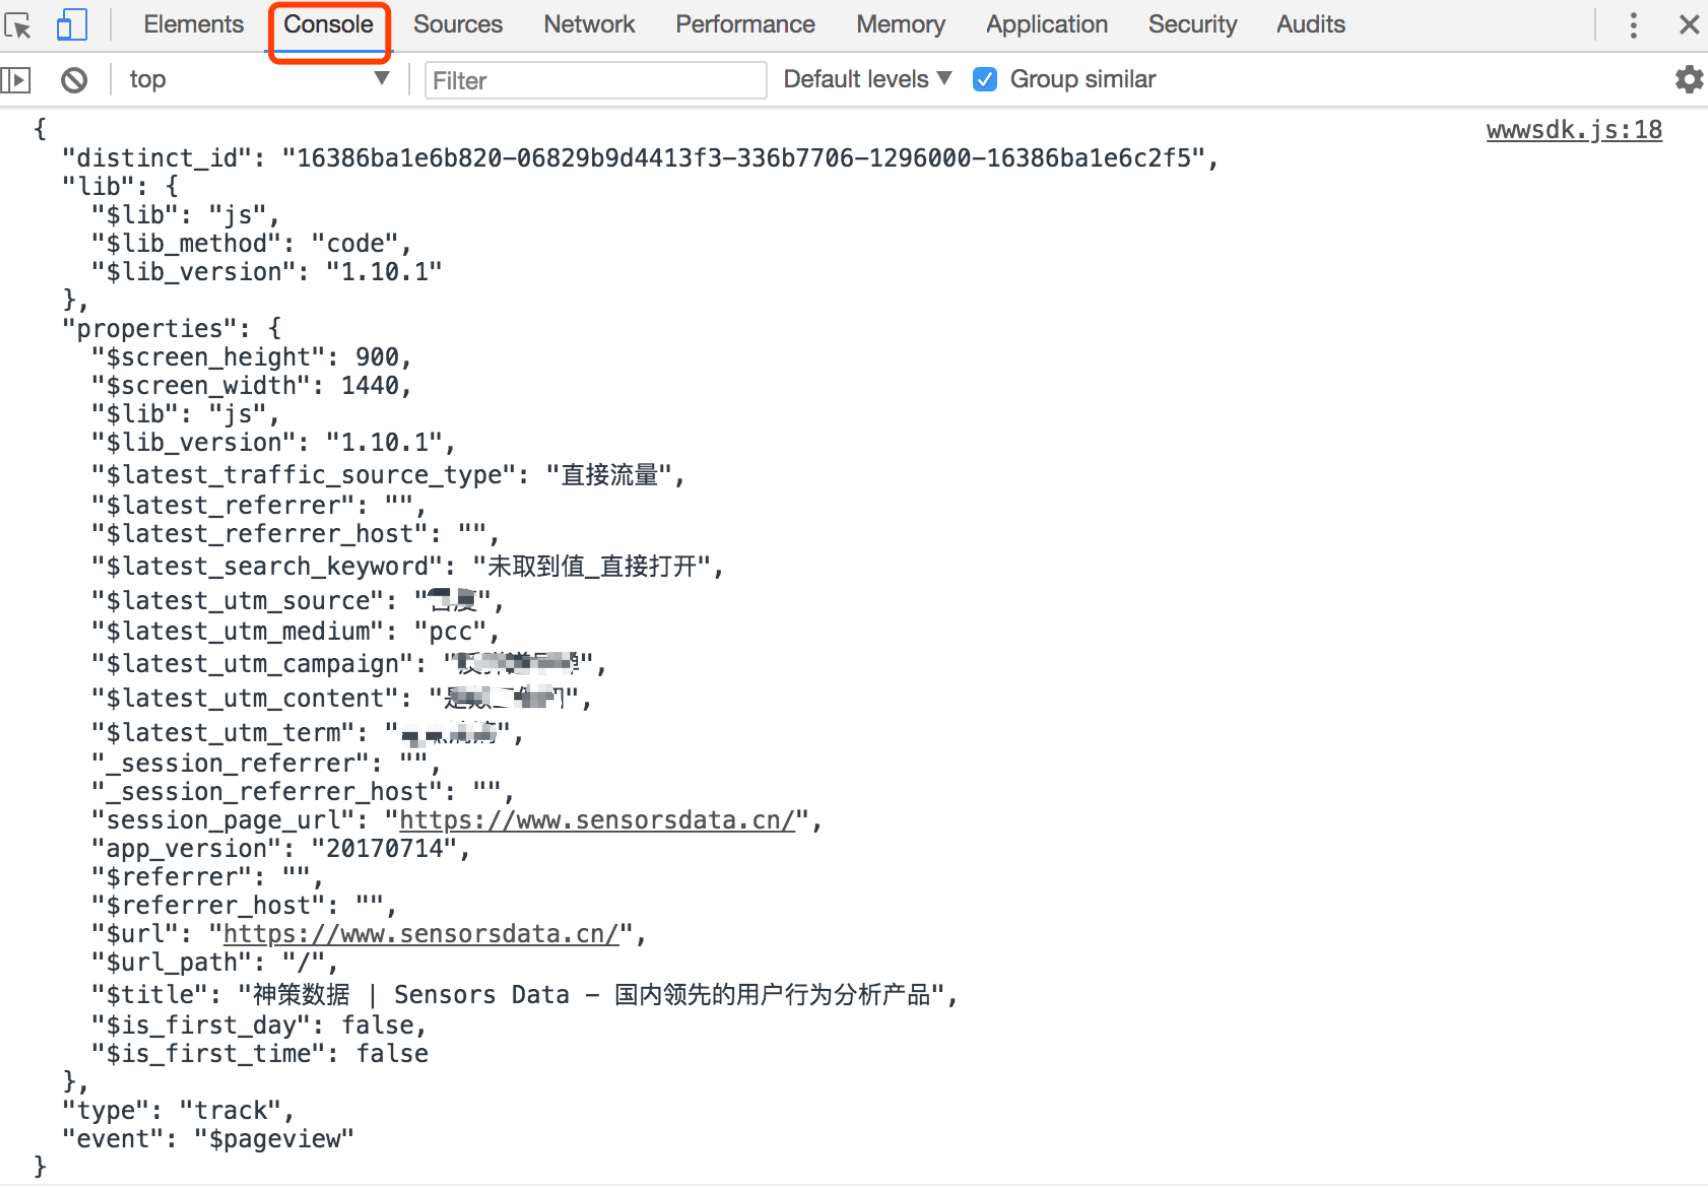 Elements Console Sources Network Performance Memory Application Security Audits
top Filter Default levels Group similar
{ wwwsdk.js:18
"distinct_id": "16386ba1e6b820-06829b9d4413f3-336b7706-1296000-16386ba1e6c2f5",
"lib": {
"$lib": "js",
"$lib_method": "code",
"$lib_version": "1.10.1"
},
"properties": {
"$screen_height": 900,
"$screen_width": 1440,
"$lib": "js",
"$lib_version": "1.10.1",
"$latest_traffic_source_type": "直接流量",
"$latest_referrer": "",
"$latest_referrer_host": "",
"$latest_search_keyword": "未取到值_直接打开",
"$latest_utm_source": "",
"$latest_utm_medium": "pcc",
"$latest_utm_campaign": "",
"$latest_utm_content": "",
"$latest_utm_term": "",
"_session_referrer": "",
"_session_referrer_host": "",
"session_page_url": "https://www.sensorsdata.cn/",
"app_version": "20170714",
"$referrer": "",
"$referrer_host": "",
"$url": "https://www.sensorsdata.cn/",
"$url_path": "/",
"$title": "神策数据 | Sensors Data - 国内领先的用户行为分析产品",
"$is_first_day": false,
"$is_first_time": false
},
"type": "track",
"event": "$pageview"
}